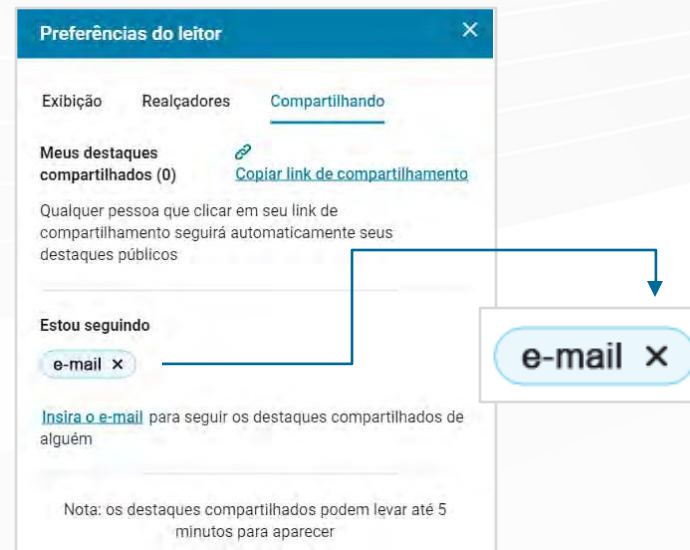 Preferências do leitor ×
Exibição Realçadores Compartilhando
Meus destaques
compartilhados (0)
Copiar link de compartilhamento
Qualquer pessoa que clicar em seu link de
compartilhamento seguirá automaticamente seus
destaques públicos
Estou seguindo
e-mail ×
e-mail ×
Insira o e-mail para seguir os destaques compartilhados de
alguém
Nota: os destaques compartilhados podem levar até 5
minutos para aparecer